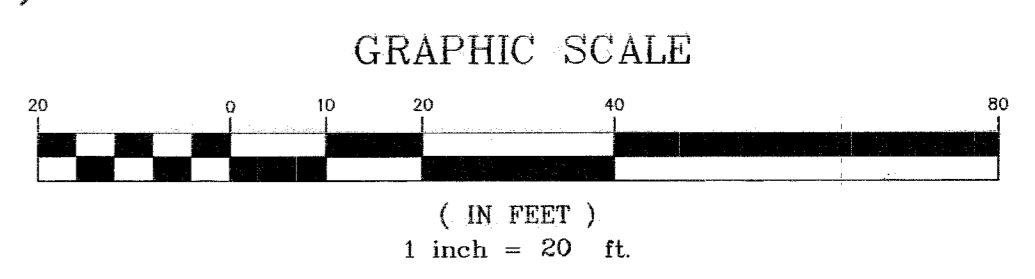 GRAPHIC SCALE
20 0 10 20 40 80
( IN FEET )
1 inch = 20 ft.